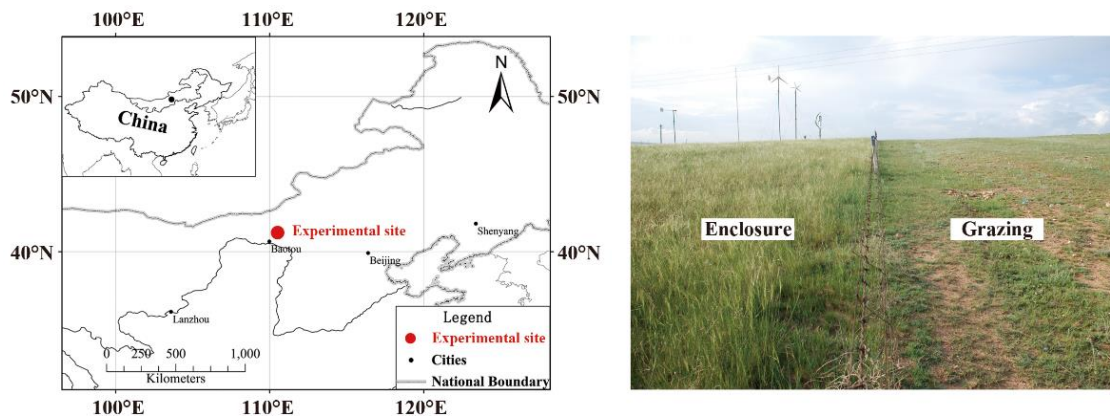 100°E 110°E 120°E
50°N
40°N
China
N
50°N
40°N
Experimental site
Baotou
Beijing
Shenyang
Lanzhou
0 250 500 1,000
Kilometers
Legend
Experimental site
Cities
National Boundary
100°E 110°E 120°E
Enclosure
Grazing